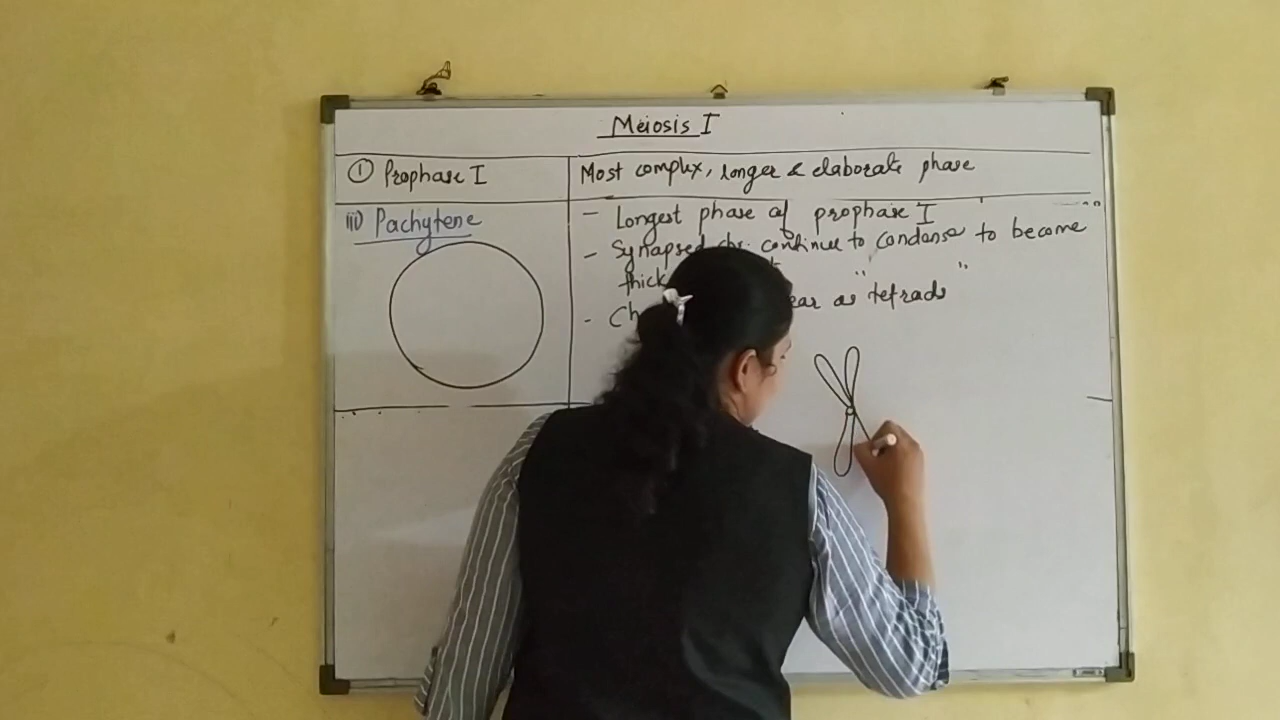 Meiosis I
① Prophase I
Most complex, longer & elaborate phase
iii) Pachytene
- Longest phase of prophase I
- Synapsed chr. continue to condense to become
thick
- Ch ear as "tetrads"